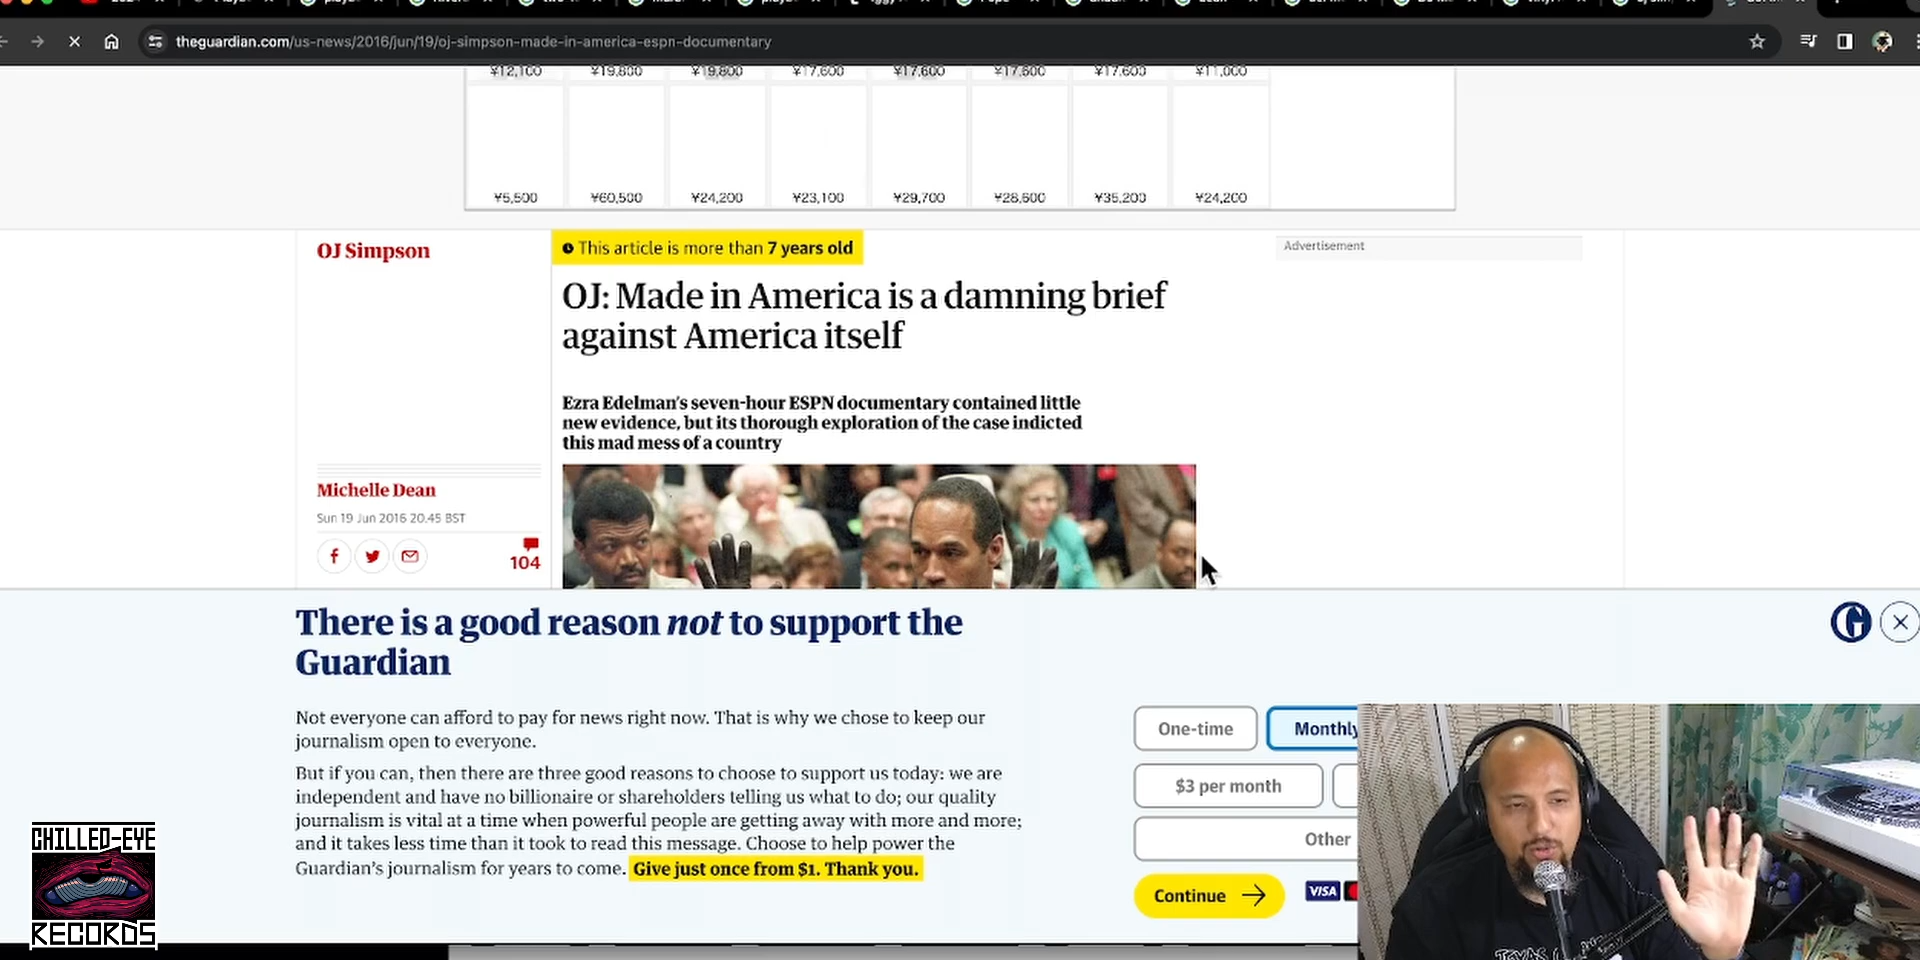 theguardian.com/us-news/2016/jun/19/oj-simpson-made-in-america-espn-documentary
¥12,100 ¥19,800 ¥19,800 ¥17,600 ¥17,600 ¥17,600 ¥17,600 ¥11,000
¥5,500 ¥60,500 ¥24,200 ¥23,100 ¥29,700 ¥28,600 ¥35,200 ¥24,200
OJ Simpson
This article is more than 7 years old
Advertisement
OJ: Made in America is a damning brief
against America itself
Ezra Edelman's seven-hour ESPN documentary contained little
new evidence, but its thorough exploration of the case indicted
this mad mess of a country
Michelle Dean
Sun 19 Jun 2016 20.45 BST
104
There is a good reason not to support the
Guardian
Not everyone can afford to pay for news right now. That is why we chose to keep our
journalism open to everyone.
But if you can, then there are three good reasons to choose to support us today: we are
independent and have no billionaire or shareholders telling us what to do; our quality
journalism is vital at a time when powerful people are getting away with more and more;
and it takes less time than it took to read this message. Choose to help power the
Guardian's journalism for years to come. Give just once from $1. Thank you.
One-time
Monthly
$3 per month
Other
Continue
VISA
CHILLED-EYE
RECORDS